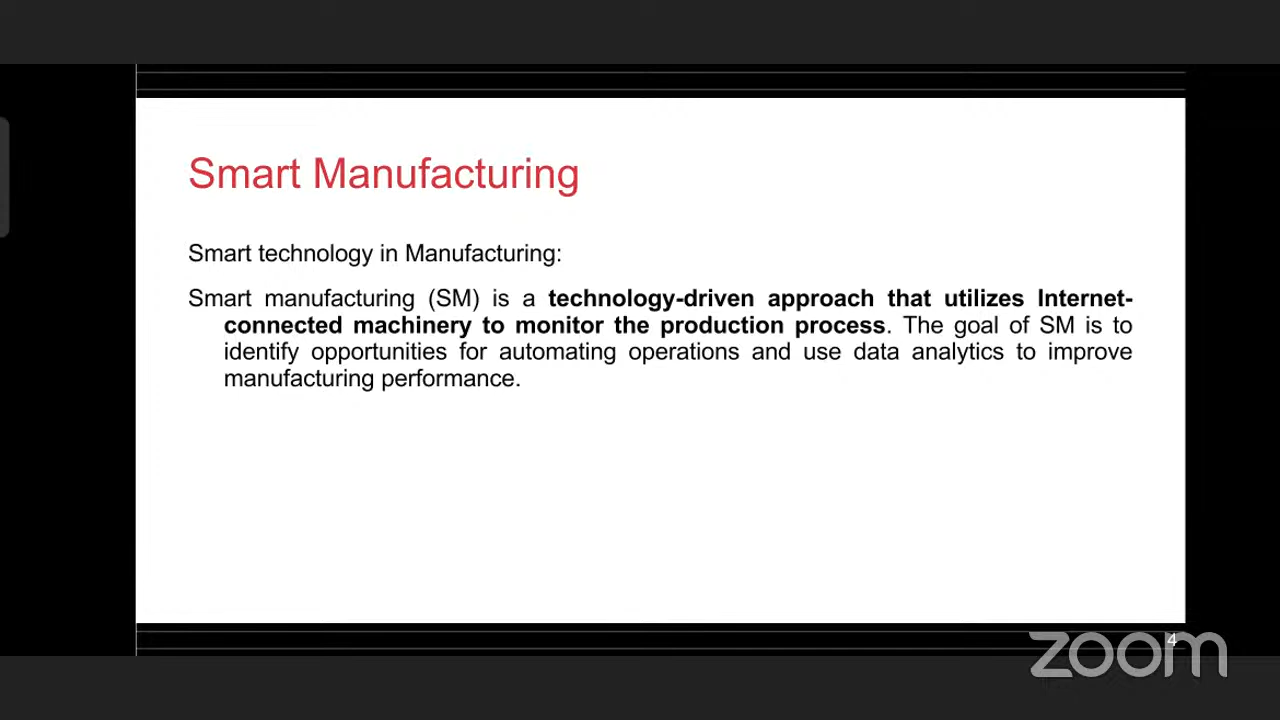 Smart Manufacturing
Smart technology in Manufacturing:
Smart manufacturing (SM) is a technology-driven approach that utilizes Internet-
connected machinery to monitor the production process. The goal of SM is to
identify opportunities for automating operations and use data analytics to improve
manufacturing performance.
4
zoom